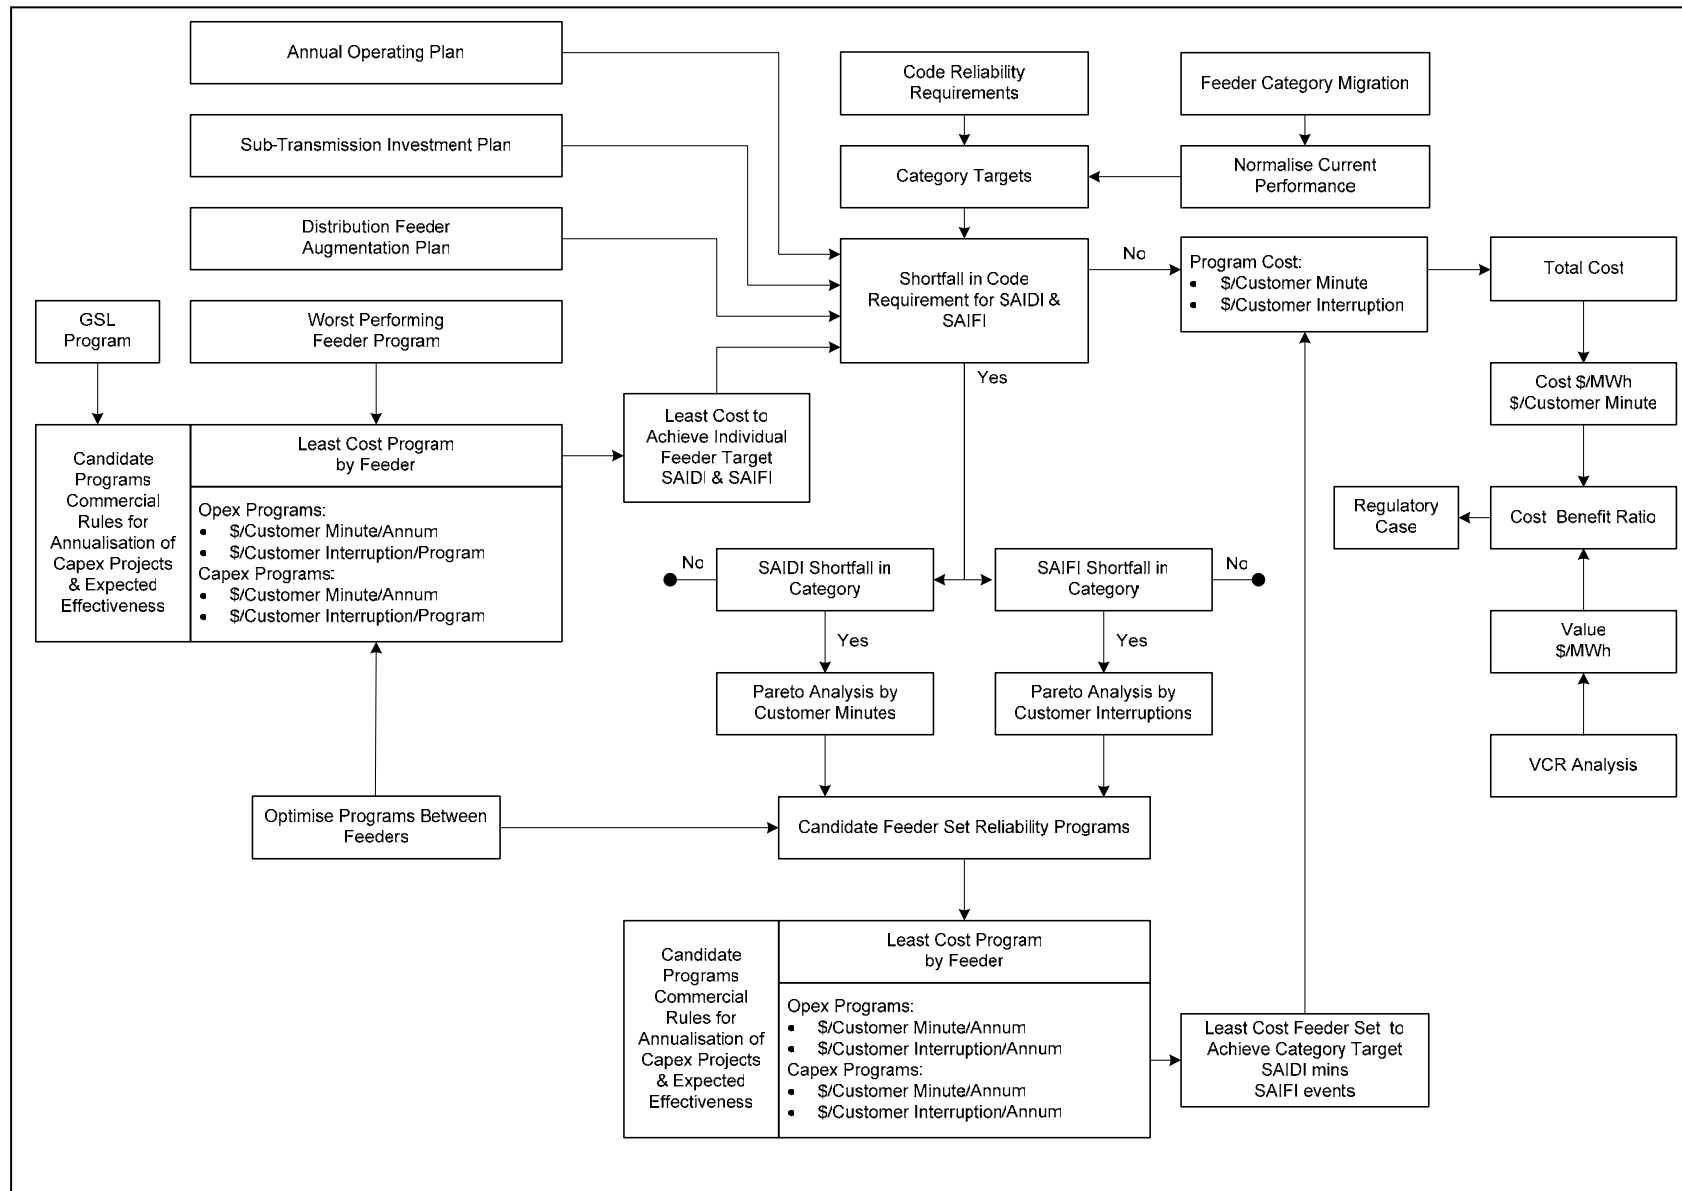 Annual Operating Plan
Code Reliability
Requirements
Feeder Category Migration
Sub-Transmission Investment Plan
Category Targets
Normalise Current
Performance
Distribution Feeder
Augmentation Plan
Shortfall in Code
Requirement for SAIDI &
SAIFI
No
Program Cost:
• $/Customer Minute
• $/Customer Interruption
Total Cost
GSL
Program
Worst Performing
Feeder Program
Yes
Cost $/MWh
$/Customer Minute
Candidate
Programs
Commercial
Rules for
Annualisation of
Capex Projects
& Expected
Effectiveness
Least Cost Program
by Feeder
Opex Programs:
• $/Customer Minute/Annum
• $/Customer Interruption/Program
Capex Programs:
• $/Customer Minute/Annum
• $/Customer Interruption/Program
Least Cost to
Achieve Individual
Feeder Target
SAIDI & SAIFI
Regulatory
Case
Cost Benefit Ratio
No
SAIDI Shortfall in
Category
SAIFI Shortfall in
Category
No
Yes
Yes
Value
$/MWh
Pareto Analysis by
Customer Minutes
Pareto Analysis by
Customer Interruptions
VCR Analysis
Optimise Programs Between
Feeders
Candidate Feeder Set Reliability Programs
Candidate
Programs
Commercial
Rules for
Annualisation of
Capex Projects
& Expected
Effectiveness
Least Cost Program
by Feeder
Opex Programs:
• $/Customer Minute/Annum
• $/Customer Interruption/Annum
Capex Programs:
• $/Customer Minute/Annum
• $/Customer Interruption/Annum
Least Cost Feeder Set to
Achieve Category Target
SAIDI mins
SAIFI events